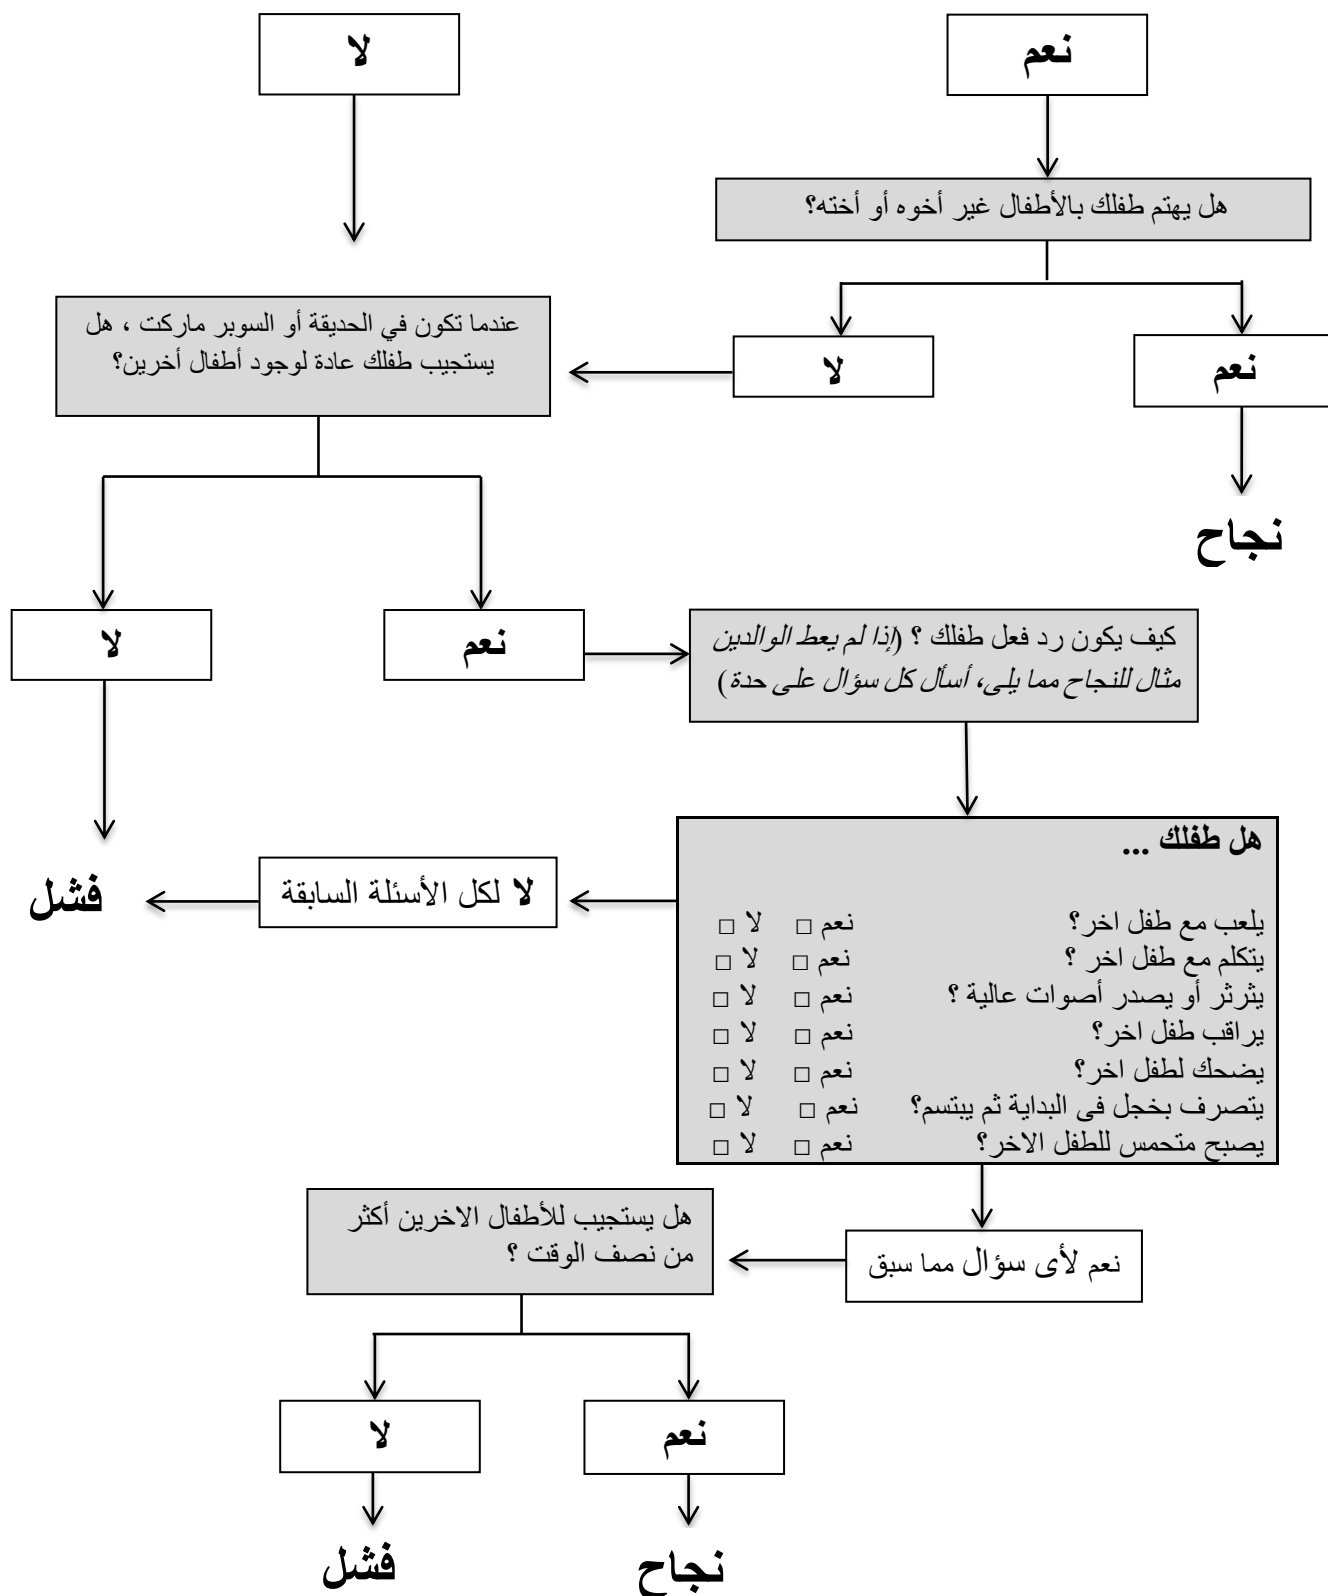 نعم
لا
هل يهتم طفلك بالأطفال غير أخوه أو أخته؟
نعم
لا
عندما تكون في الحديقة أو السوبر ماركت ، هل
يستجيب طفلك عادة لوجود أطفال أخرين؟
نجاح
نعم
لا
كيف يكون رد فعل طفلك ؟ (إذا لم يعط الوالدين
مثال للنجاح مما يلى، أسأل كل سؤال على حدة)
هل طفلك ...
يلعب مع طفل اخر؟ نعم □ لا □
يتكلم مع طفل اخر ؟ نعم □ لا □
يثرثر أو يصدر أصوات عالية ؟ نعم □ لا □
يراقب طفل اخر؟ نعم □ لا □
يضحك لطفل اخر؟ نعم □ لا □
يتصرف بخجل فى البداية ثم يبتسم؟ نعم □ لا □
يصبح متحمس للطفل الاخر؟ نعم □ لا □
لا لكل الأسئلة السابقة
فشل
نعم لأى سؤال مما سبق
هل يستجيب للأطفال الاخرين أكثر
من نصف الوقت ؟
نعم
لا
نجاح
فشل